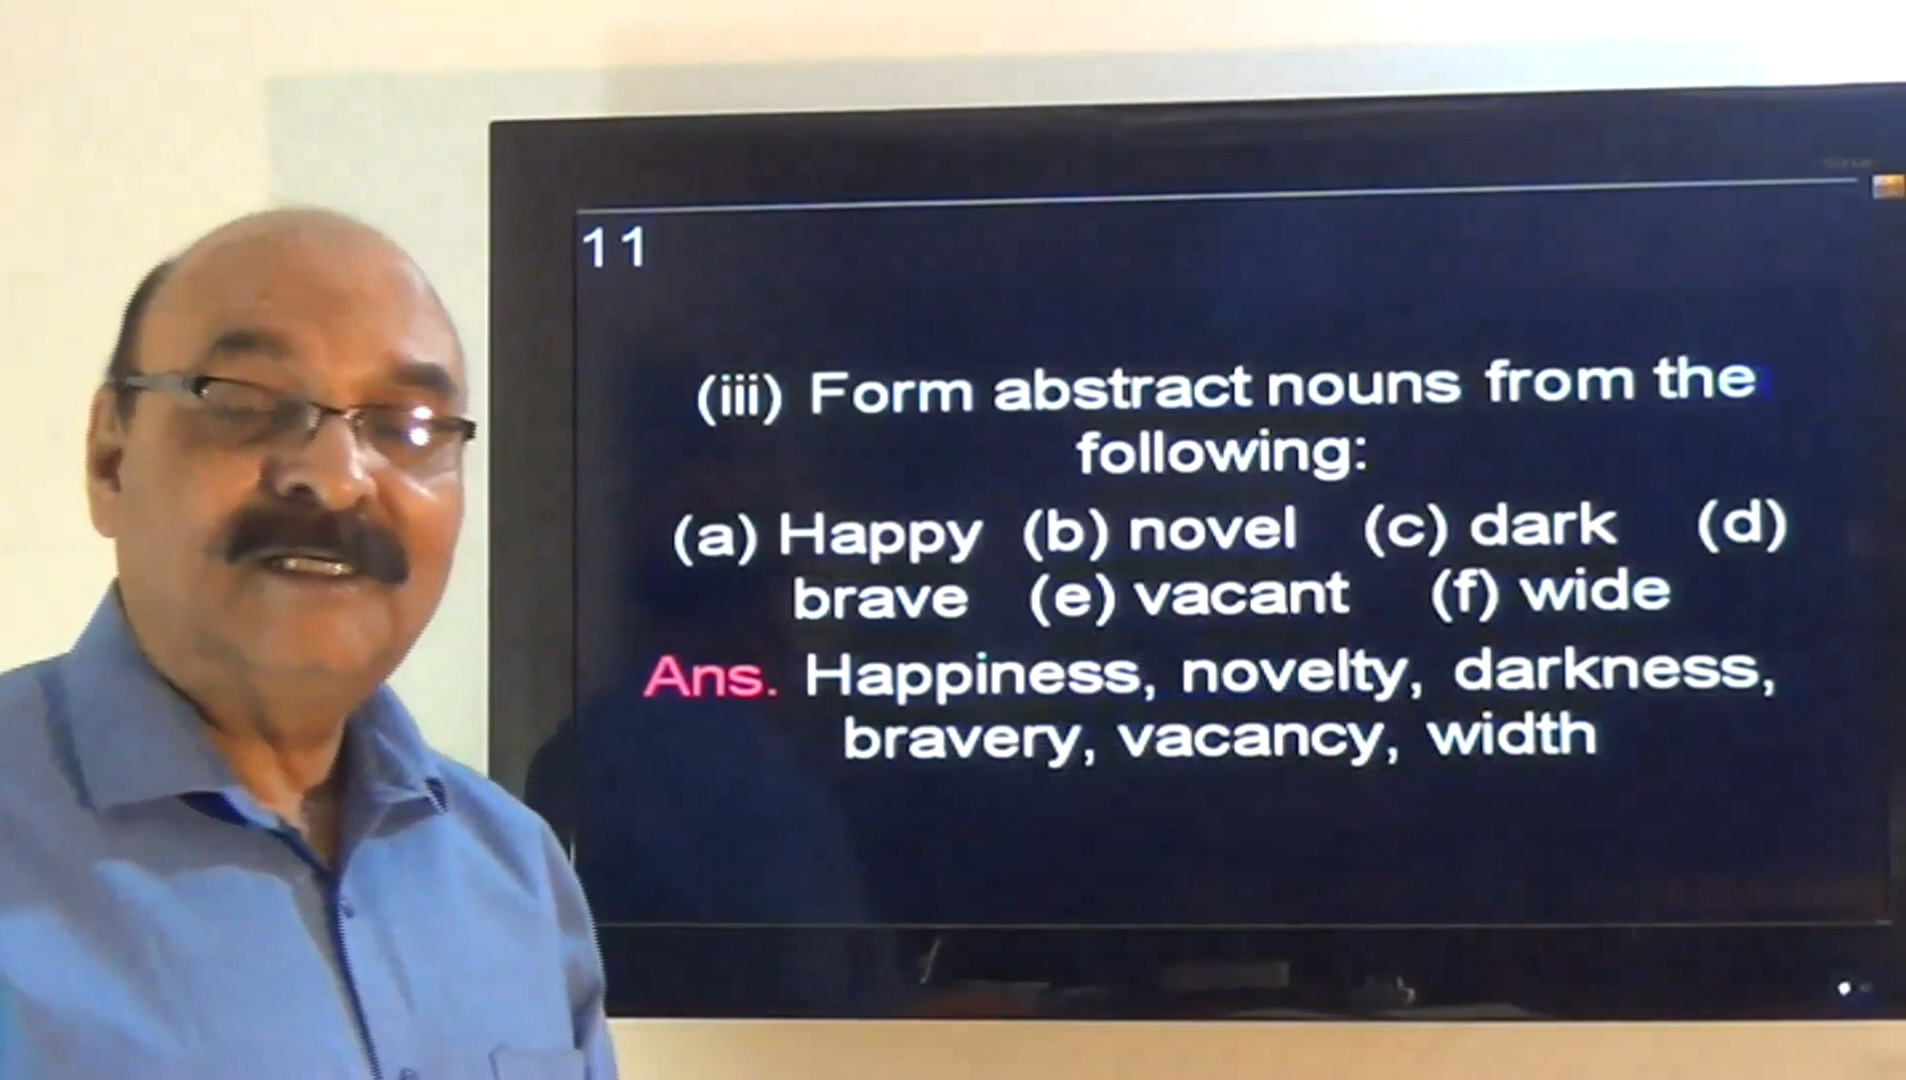 11
(iii) Form abstract nouns from the
following:
(a) Happy (b) novel (c) dark (d)
brave (e) vacant (f) wide
Ans. Happiness, novelty, darkness,
bravery, vacancy, width